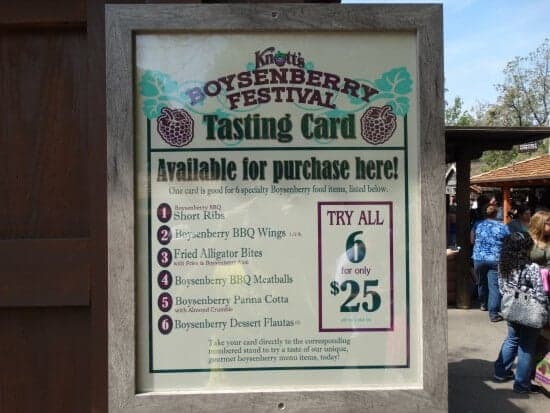 Knott's
BOYSENBERRY
FESTIVAL
Tasting Card
Available for purchase here!
One card is good for 6 specialty Boysenberry food items, listed below.
1 Boysenberry BBQ
Short Ribs
2 Boysenberry BBQ Wings
3 Fried Alligator Bites
with Fries & Boysenberry
4 Boysenberry BBQ Meatballs
5 Boysenberry Panna Cotta
with Almond Crumble
6 Boysenberry Dessert Flautas
TRY ALL
6
for only
$25
Take your card directly to the corresponding
numbered stand to try a taste of our unique,
gourmet boysenberry menu items, today!